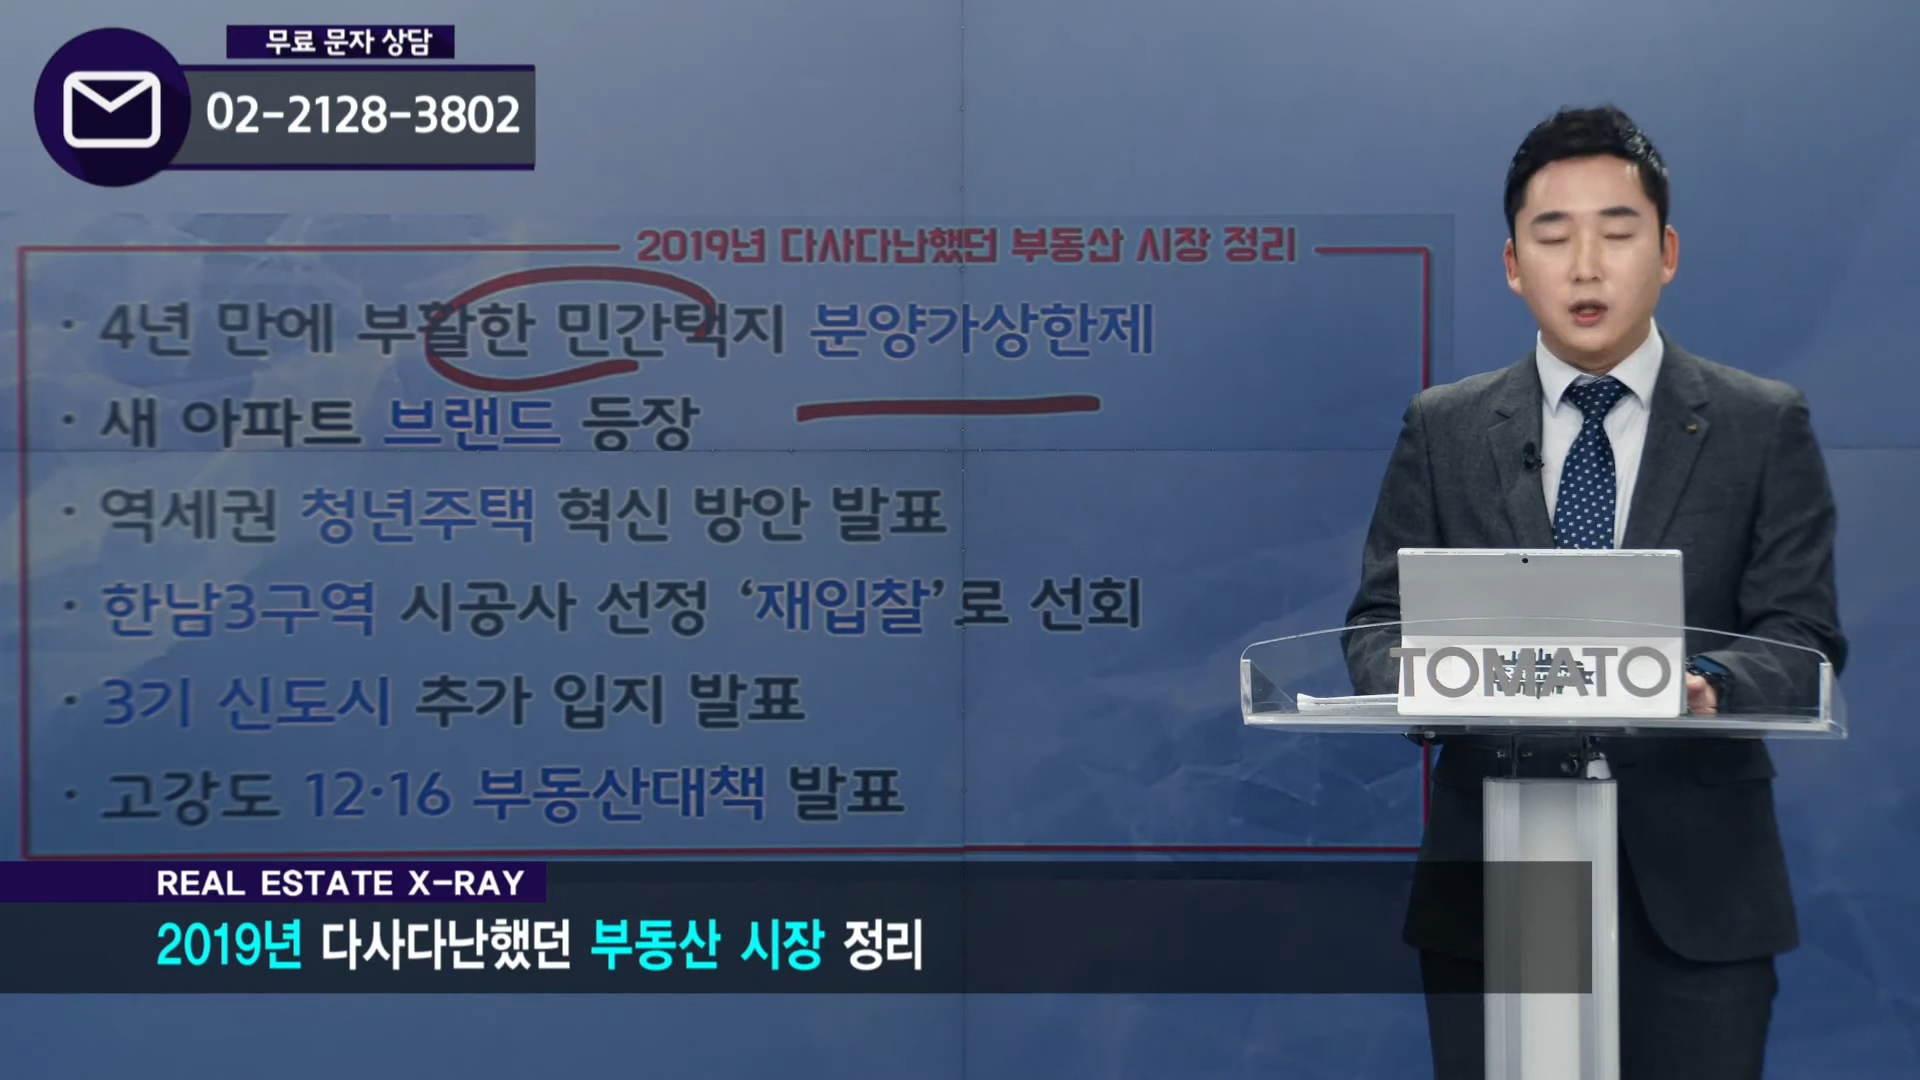 무료 문자 상담
02-2128-3802
2019년 다사다난했던 부동산 시장 정리
· 4년 만에 부활한 민간택지 분양가상한제
· 새 아파트 브랜드 등장
· 역세권 청년주택 혁신 방안 발표
· 한남3구역 시공사 선정 ‘재입찰’로 선회
· 3기 신도시 추가 입지 발표
· 고강도 12·16 부동산대책 발표
TOMATO
REAL ESTATE X-RAY
2019년 다사다난했던 부동산 시장 정리